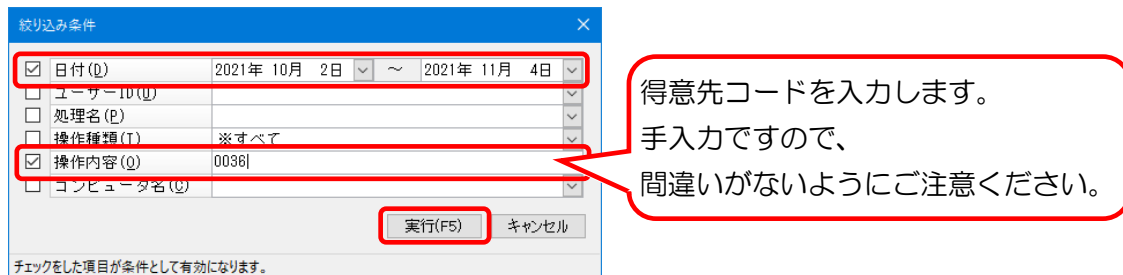 絞り込み条件
日付(D) 2021年 10月 2日 ～ 2021年 11月 4日
ユーザーID(U)
処理名(P)
操作種類(T) ※すべて
操作内容(O) 0036
コンピュータ名(C)
実行(F5) キャンセル
チェックをした項目が条件として有効になります。
得意先コードを入力します。
手入力ですので、
間違いがないようにご注意ください。